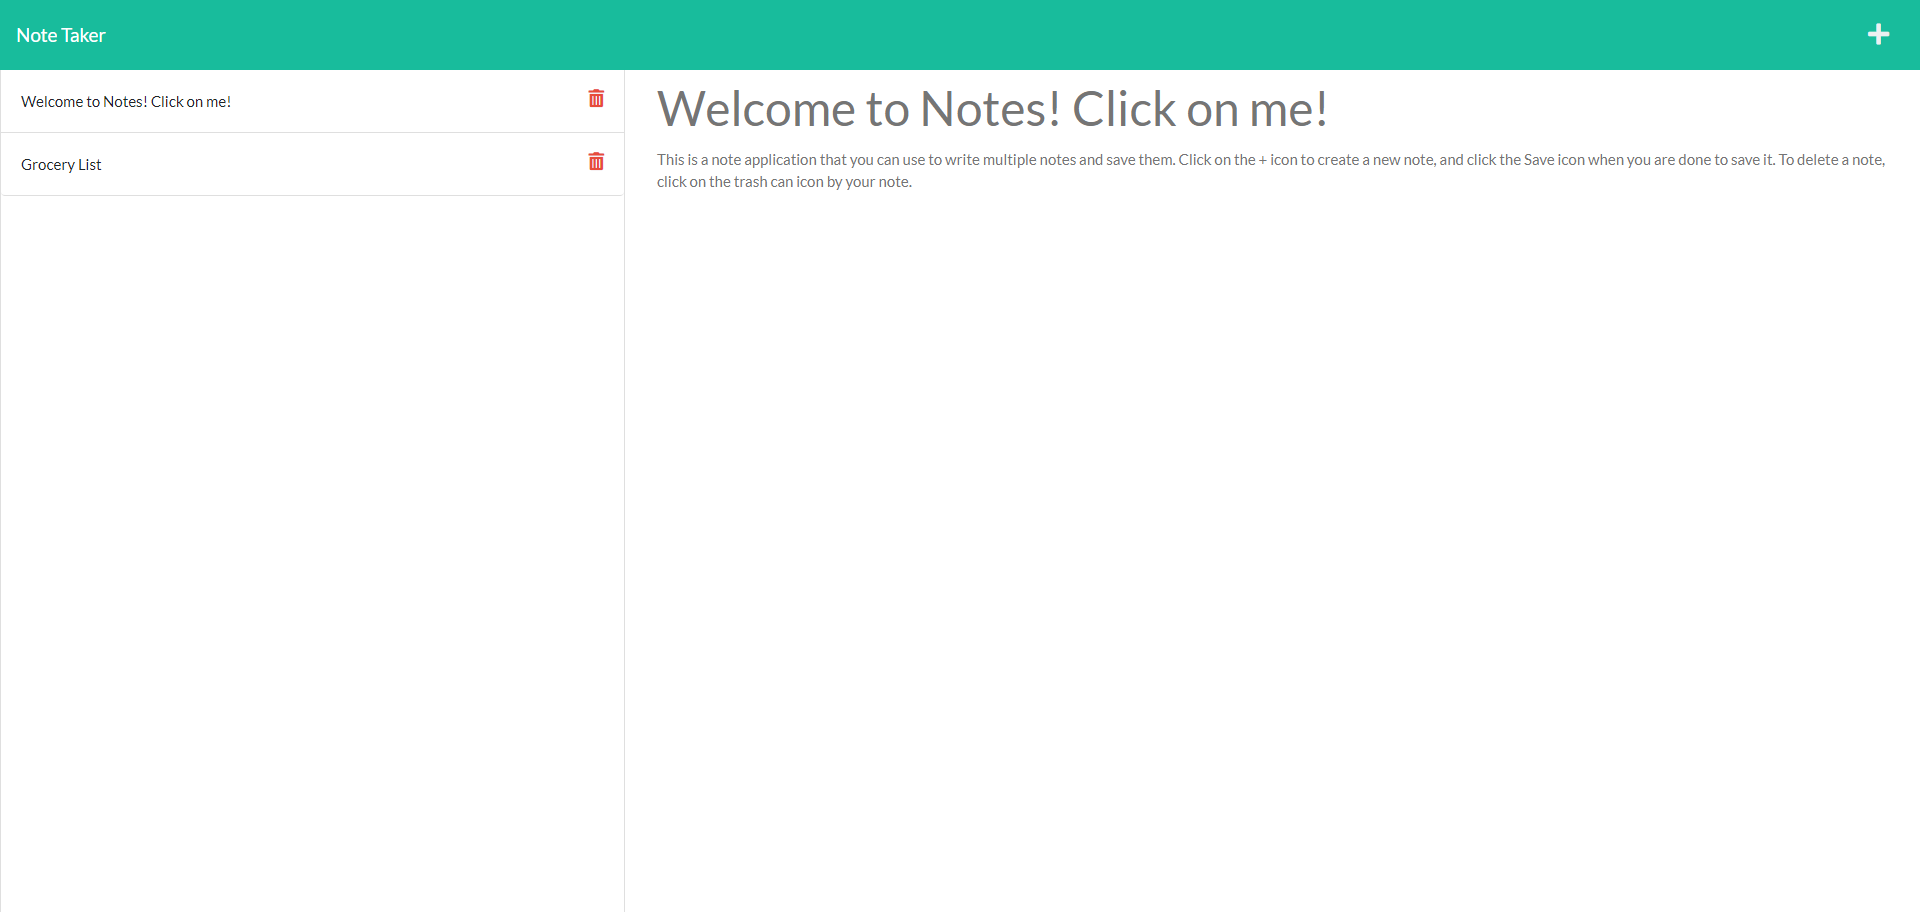 Note Taker
Welcome to Notes! Click on me!
Grocery List
Welcome to Notes! Click on me!
This is a note application that you can use to write multiple notes and save them. Click on the + icon to create a new note, and click the Save icon when you are done to save it. To delete a note,
click on the trash can icon by your note.